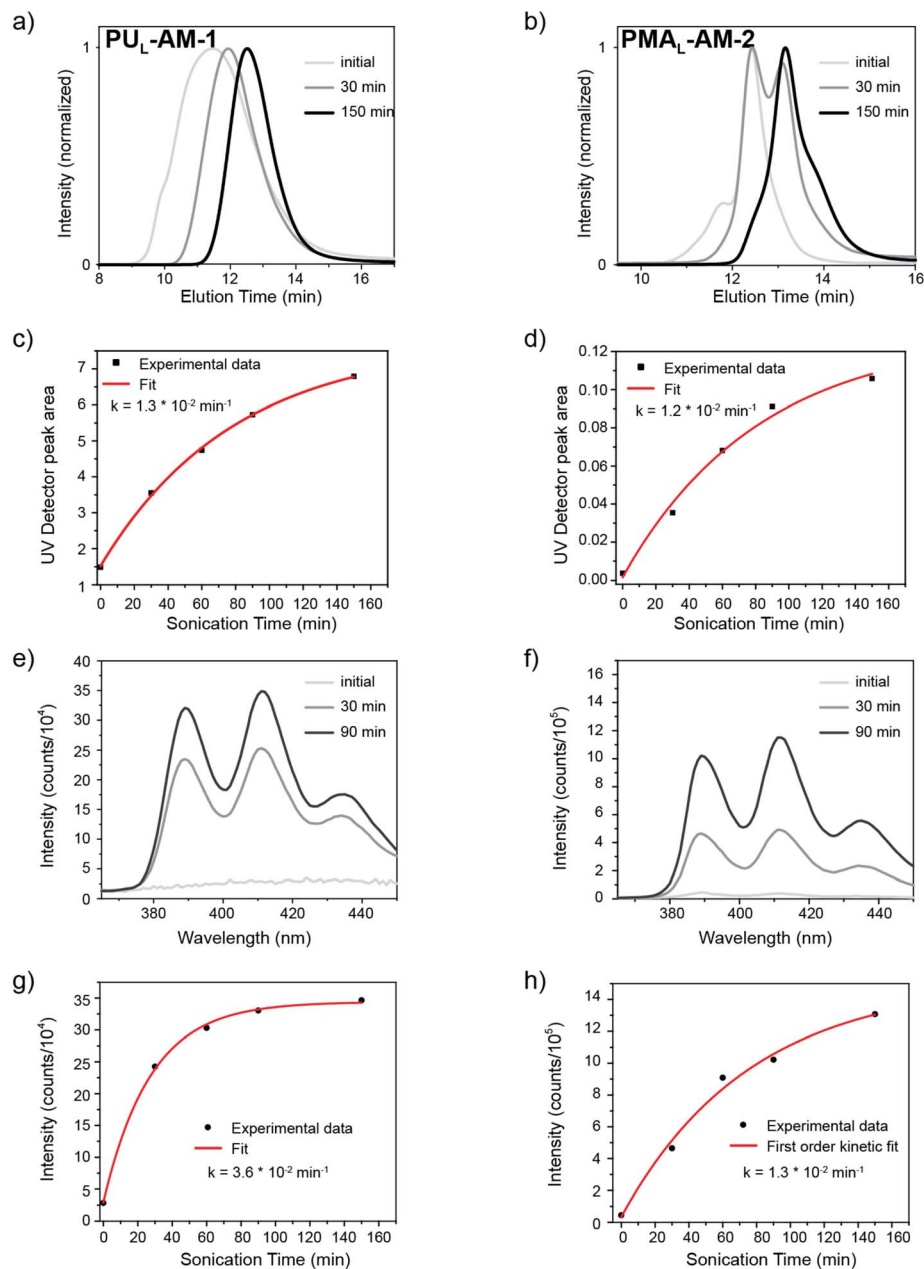 a)
PU_L-AM-1
1
initial
30 min
150 min
Intensity (normalized)
0
8 10 12 14 16
Elution Time (min)
b)
PMA_L-AM-2
1
initial
30 min
150 min
Intensity (normalized)
0
10 12 13 14 16
Elution Time (min)
c)
7
6
5
4
3
2
1
Experimental data
Fit
k = 1.3 * 10⁻² min⁻¹
UV Detector peak area
0 20 40 60 80 100 120 140 160
Sonication Time (min)
d)
0.12
0.10
0.08
0.06
0.04
0.02
0.00
Experimental data
Fit
k = 1.2 * 10⁻² min⁻¹
UV Detector peak area
0 20 40 60 80 100 120 140 160
Sonication Time (min)
e)
40
35
30
25
20
15
10
5
0
initial
30 min
90 min
Intensity (counts/10⁴)
380 400 420 440
Wavelength (nm)
f)
16
14
12
10
8
6
4
2
0
initial
30 min
90 min
Intensity (counts/10⁵)
380 400 420 440
Wavelength (nm)
g)
35
35
25
25
15
15
5
5
0
Experimental data
Fit
k = 3.6 * 10⁻² min⁻¹
Intensity (counts/10⁴)
0 20 40 60 80 100 120 140 160
Sonication Time (min)
h)
14
13
10
8
6
4
2
0
Experimental data
First order kinetic fit
k = 1.3 * 10⁻² min⁻¹
Intensity (counts/10⁵)
0 20 40 60 80 100 120 140 160
Sonication Time (min)